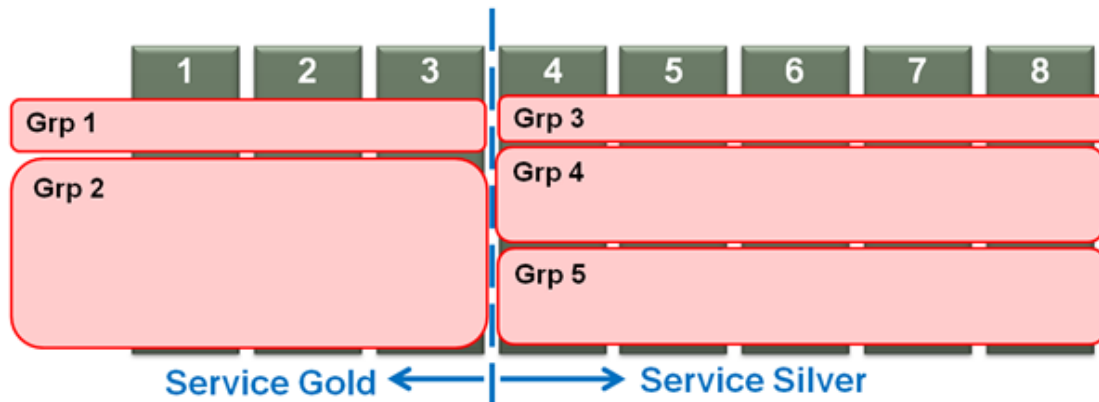 1 2 3 4 5 6 7 8
Grp 1
Grp 3
Grp 2
Grp 4
Grp 5
Service Gold
Service Silver